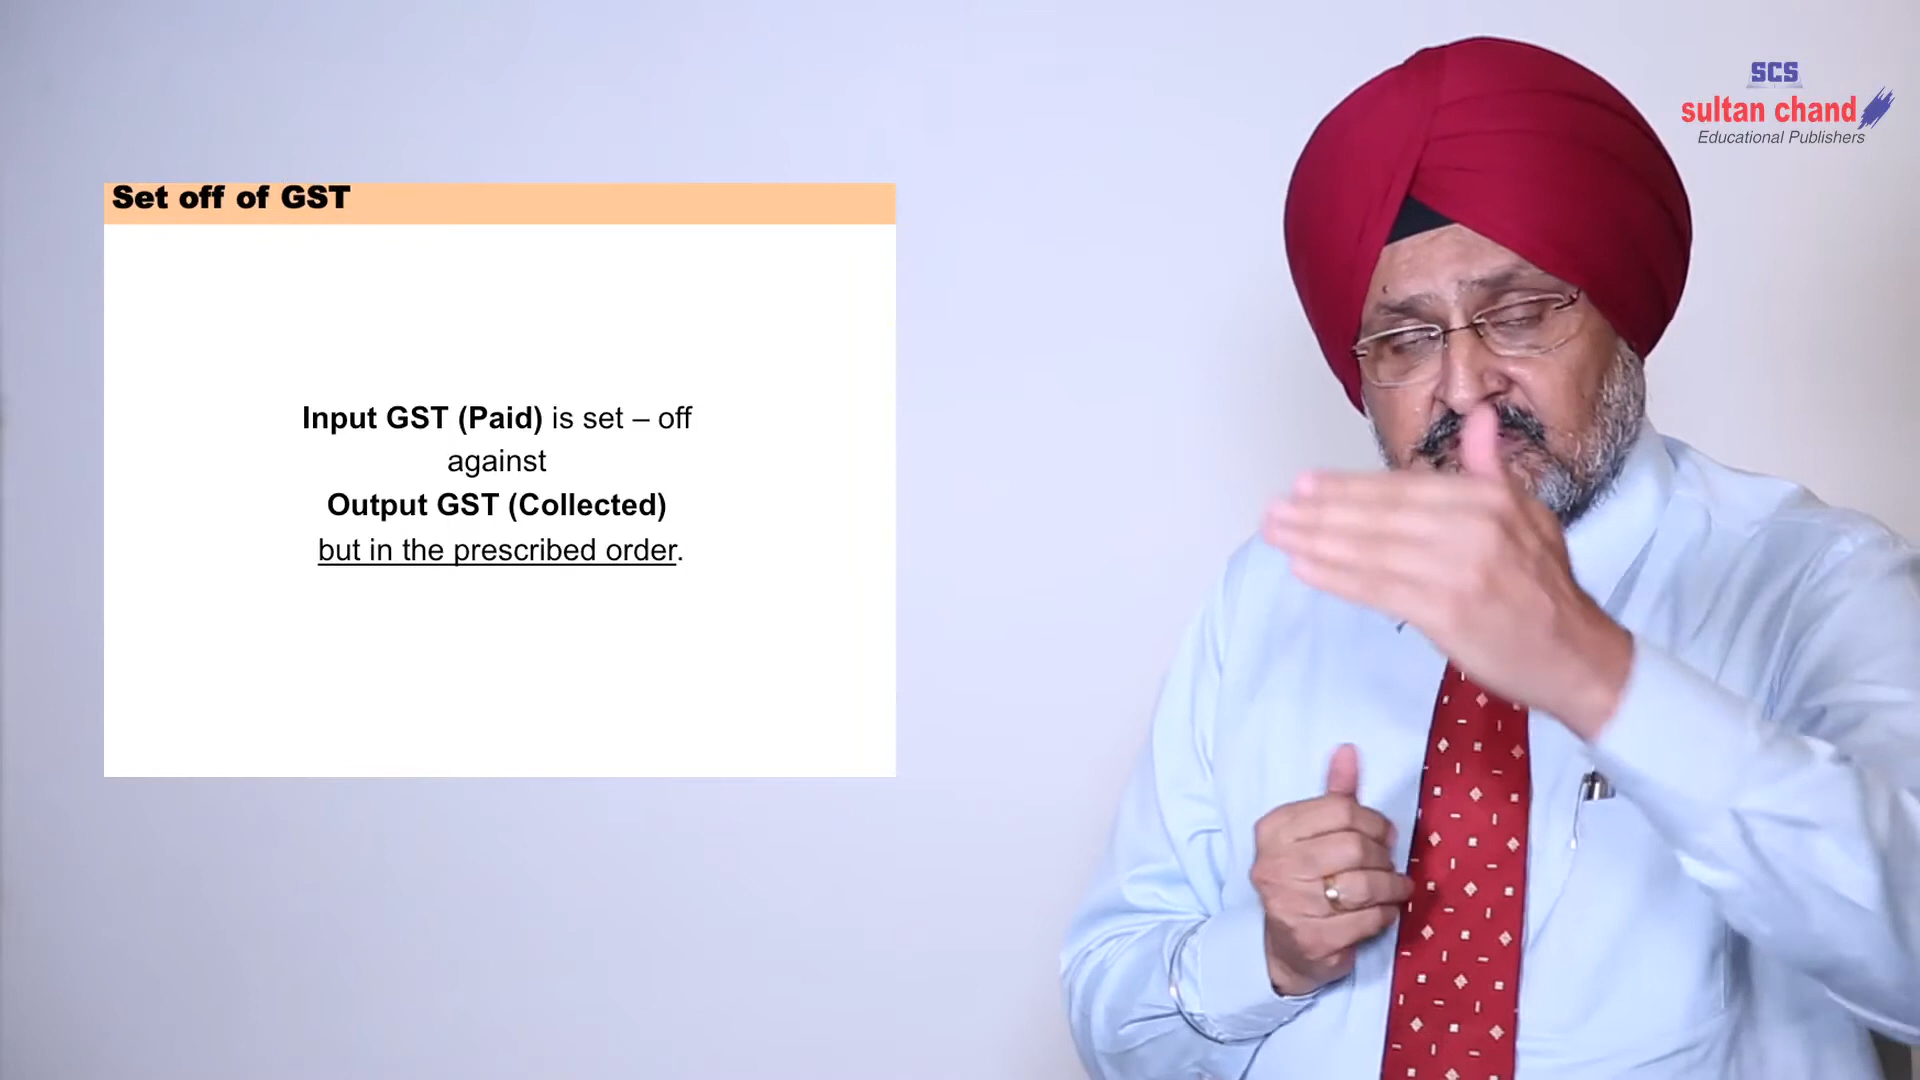 SCS
sultan chand
Educational Publishers
Set off of GST
Input GST (Paid) is set – off
against
Output GST (Collected)
but in the prescribed order.